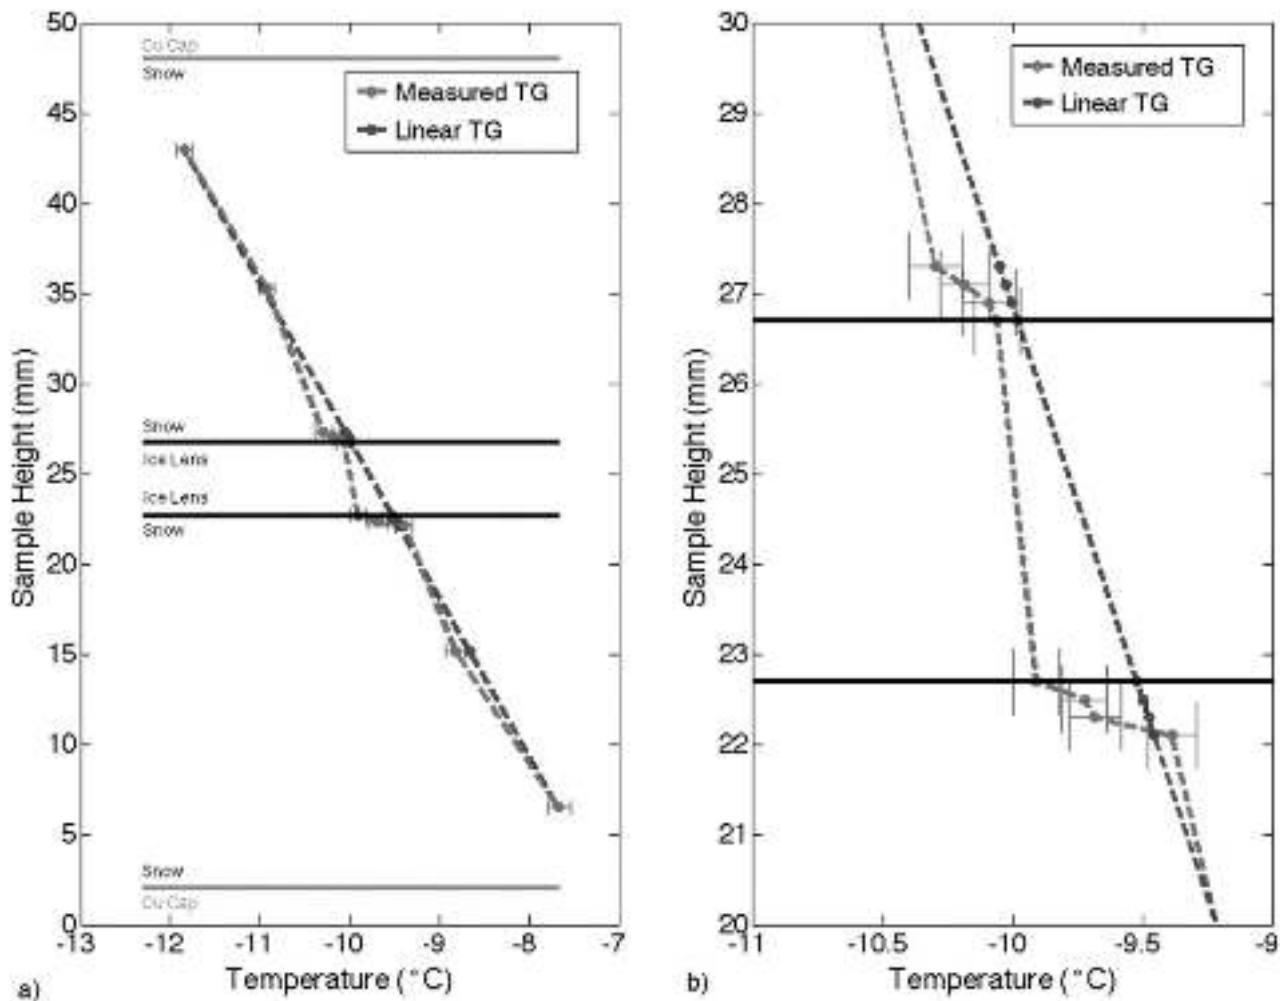 50
45
40
35
30
25
20
15
10
5
0
Sample Height (mm)
Cu Cap
Snow
Measured TG
Linear TG
Snow
Ice Lens
Ice Lens
Snow
Snow
Cu Cap
-13
-12
-11
-10
-9
-8
-7
Temperature (°C)
a)
30
29
28
27
26
25
24
23
22
21
20
Sample Height (mm)
Measured TG
Linear TG
-11
-10.5
-10
-9.5
-9
Temperature (°C)
b)